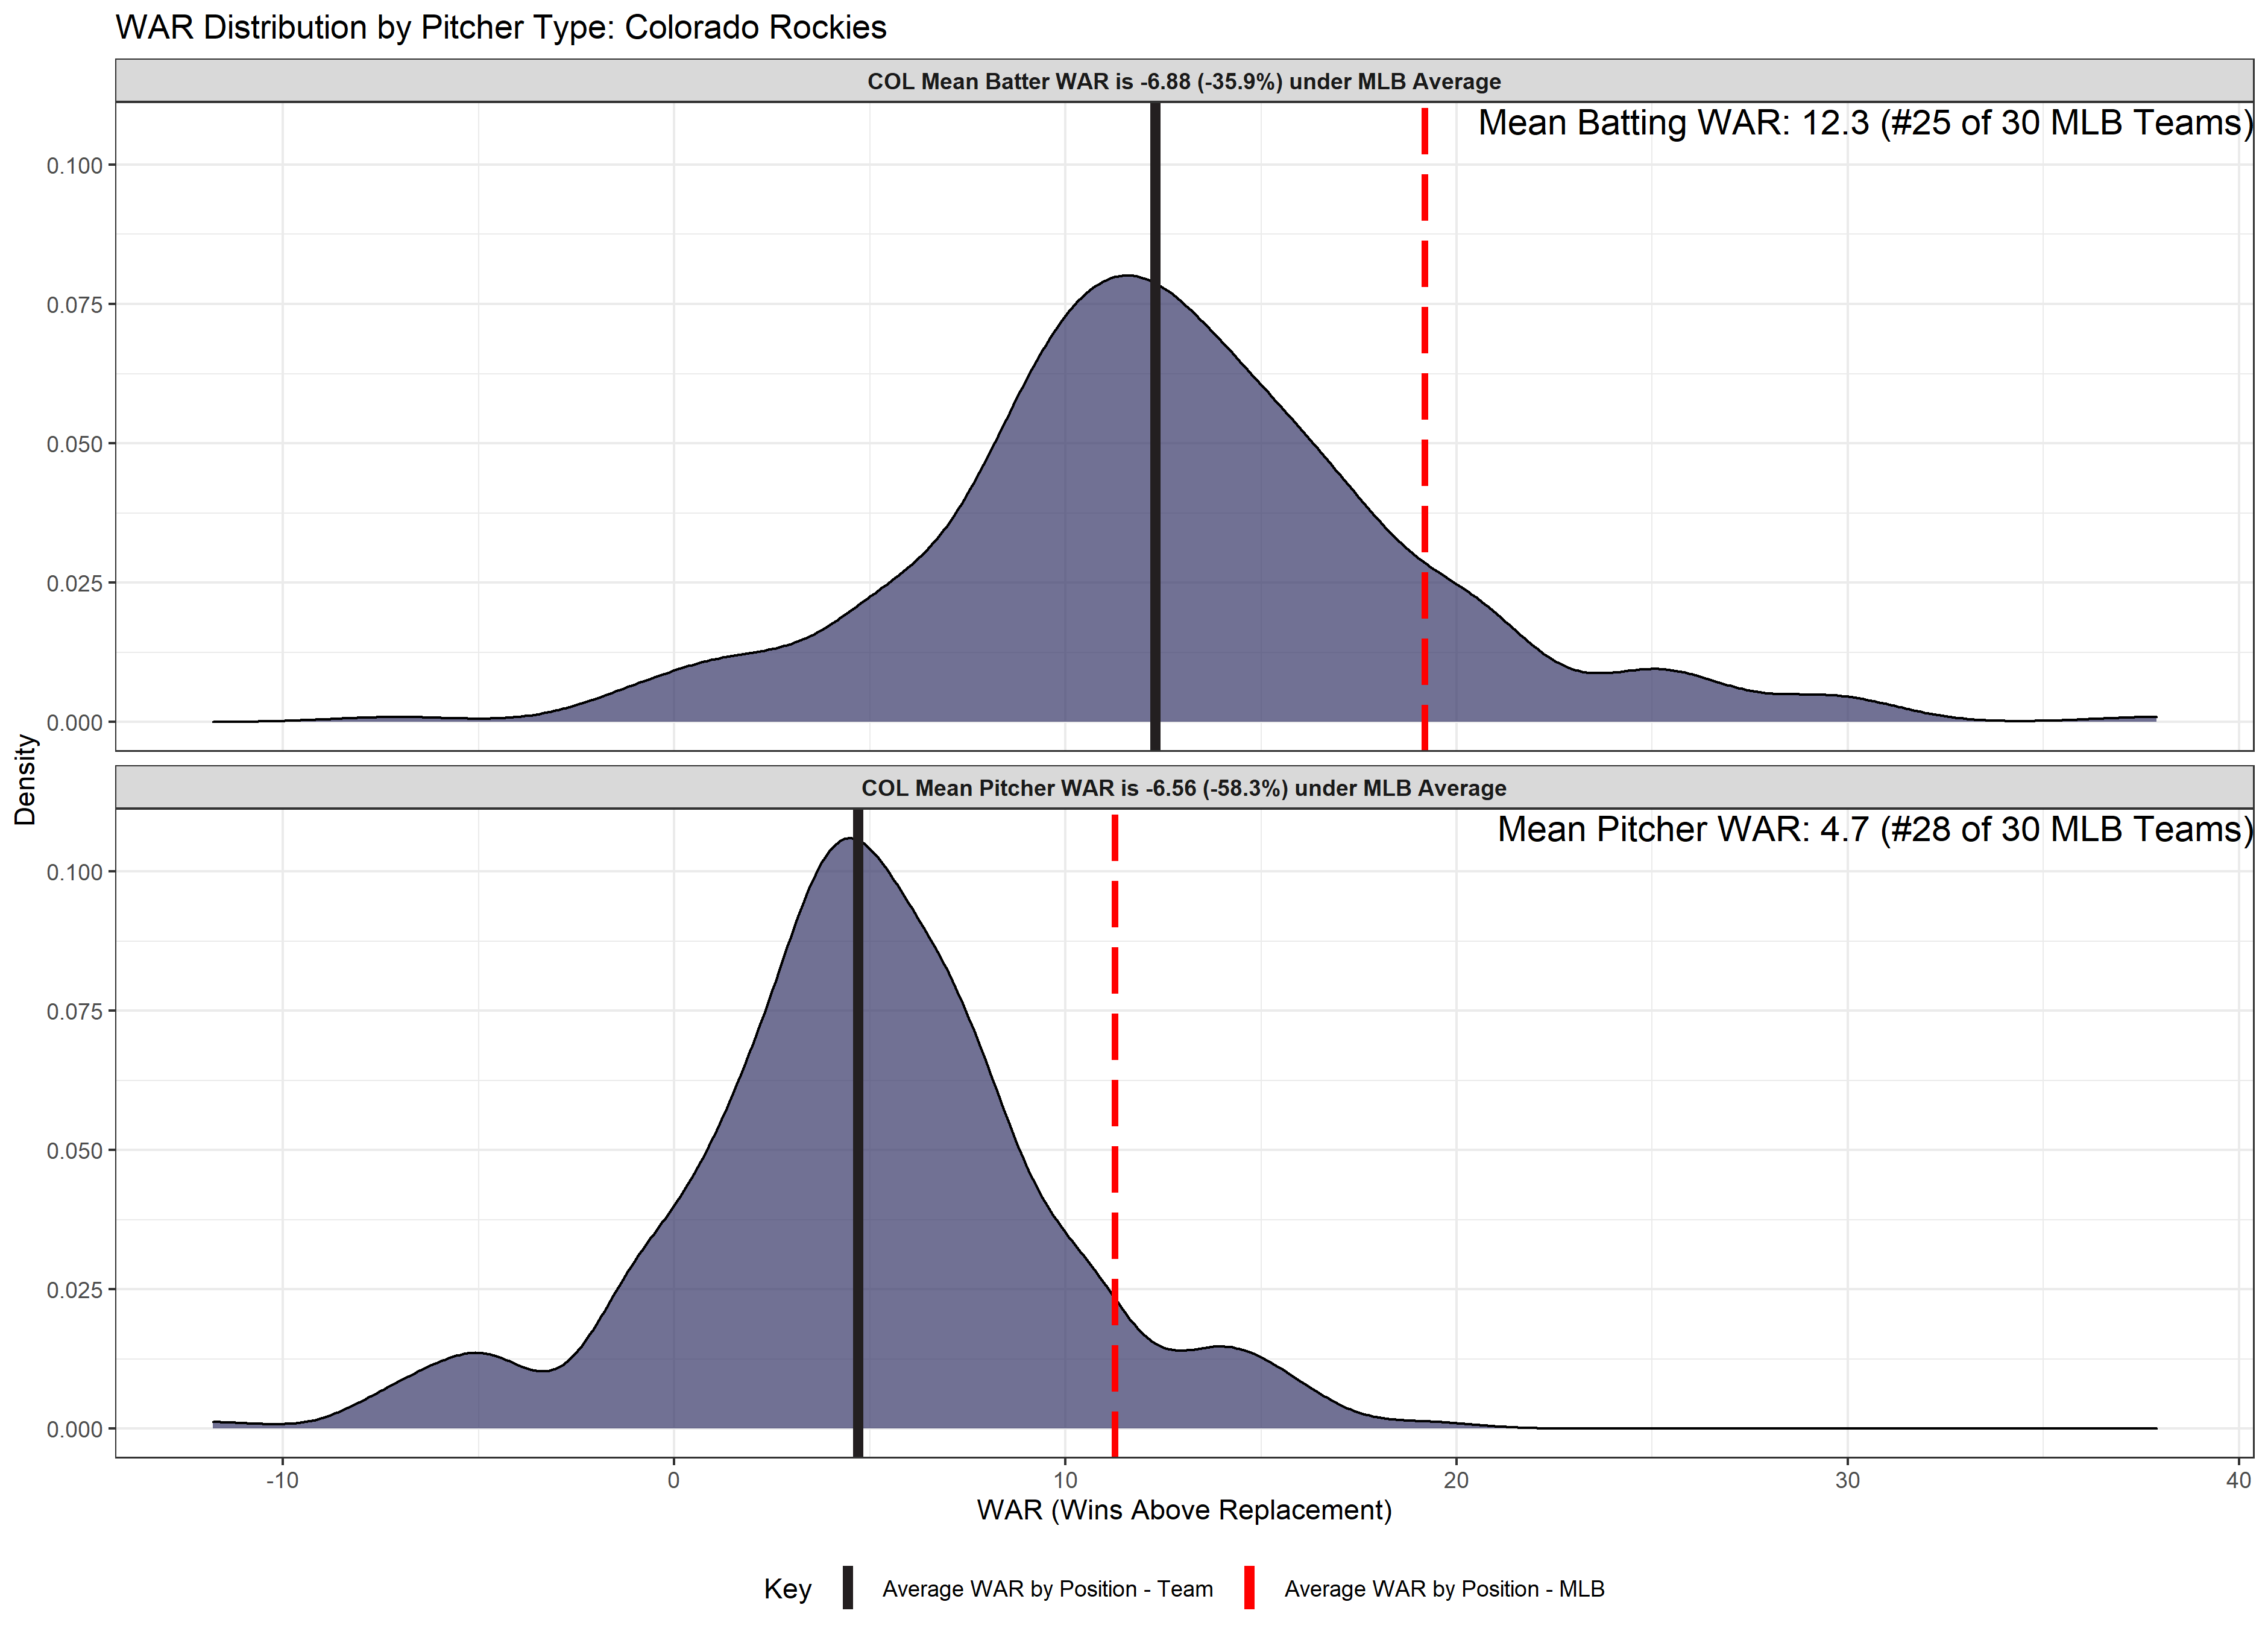 WAR Distribution by Pitcher Type: Colorado Rockies
COL Mean Batter WAR is -6.88 (-35.9%) under MLB Average
Mean Batting WAR: 12.3 (#25 of 30 MLB Teams)
0.100
0.075
0.050
0.025
0.000
Density
COL Mean Pitcher WAR is -6.56 (-58.3%) under MLB Average
Mean Pitcher WAR: 4.7 (#28 of 30 MLB Teams)
0.100
0.075
0.050
0.025
0.000
-10 0 10 20 30 40
WAR (Wins Above Replacement)
Key Average WAR by Position - Team Average WAR by Position - MLB